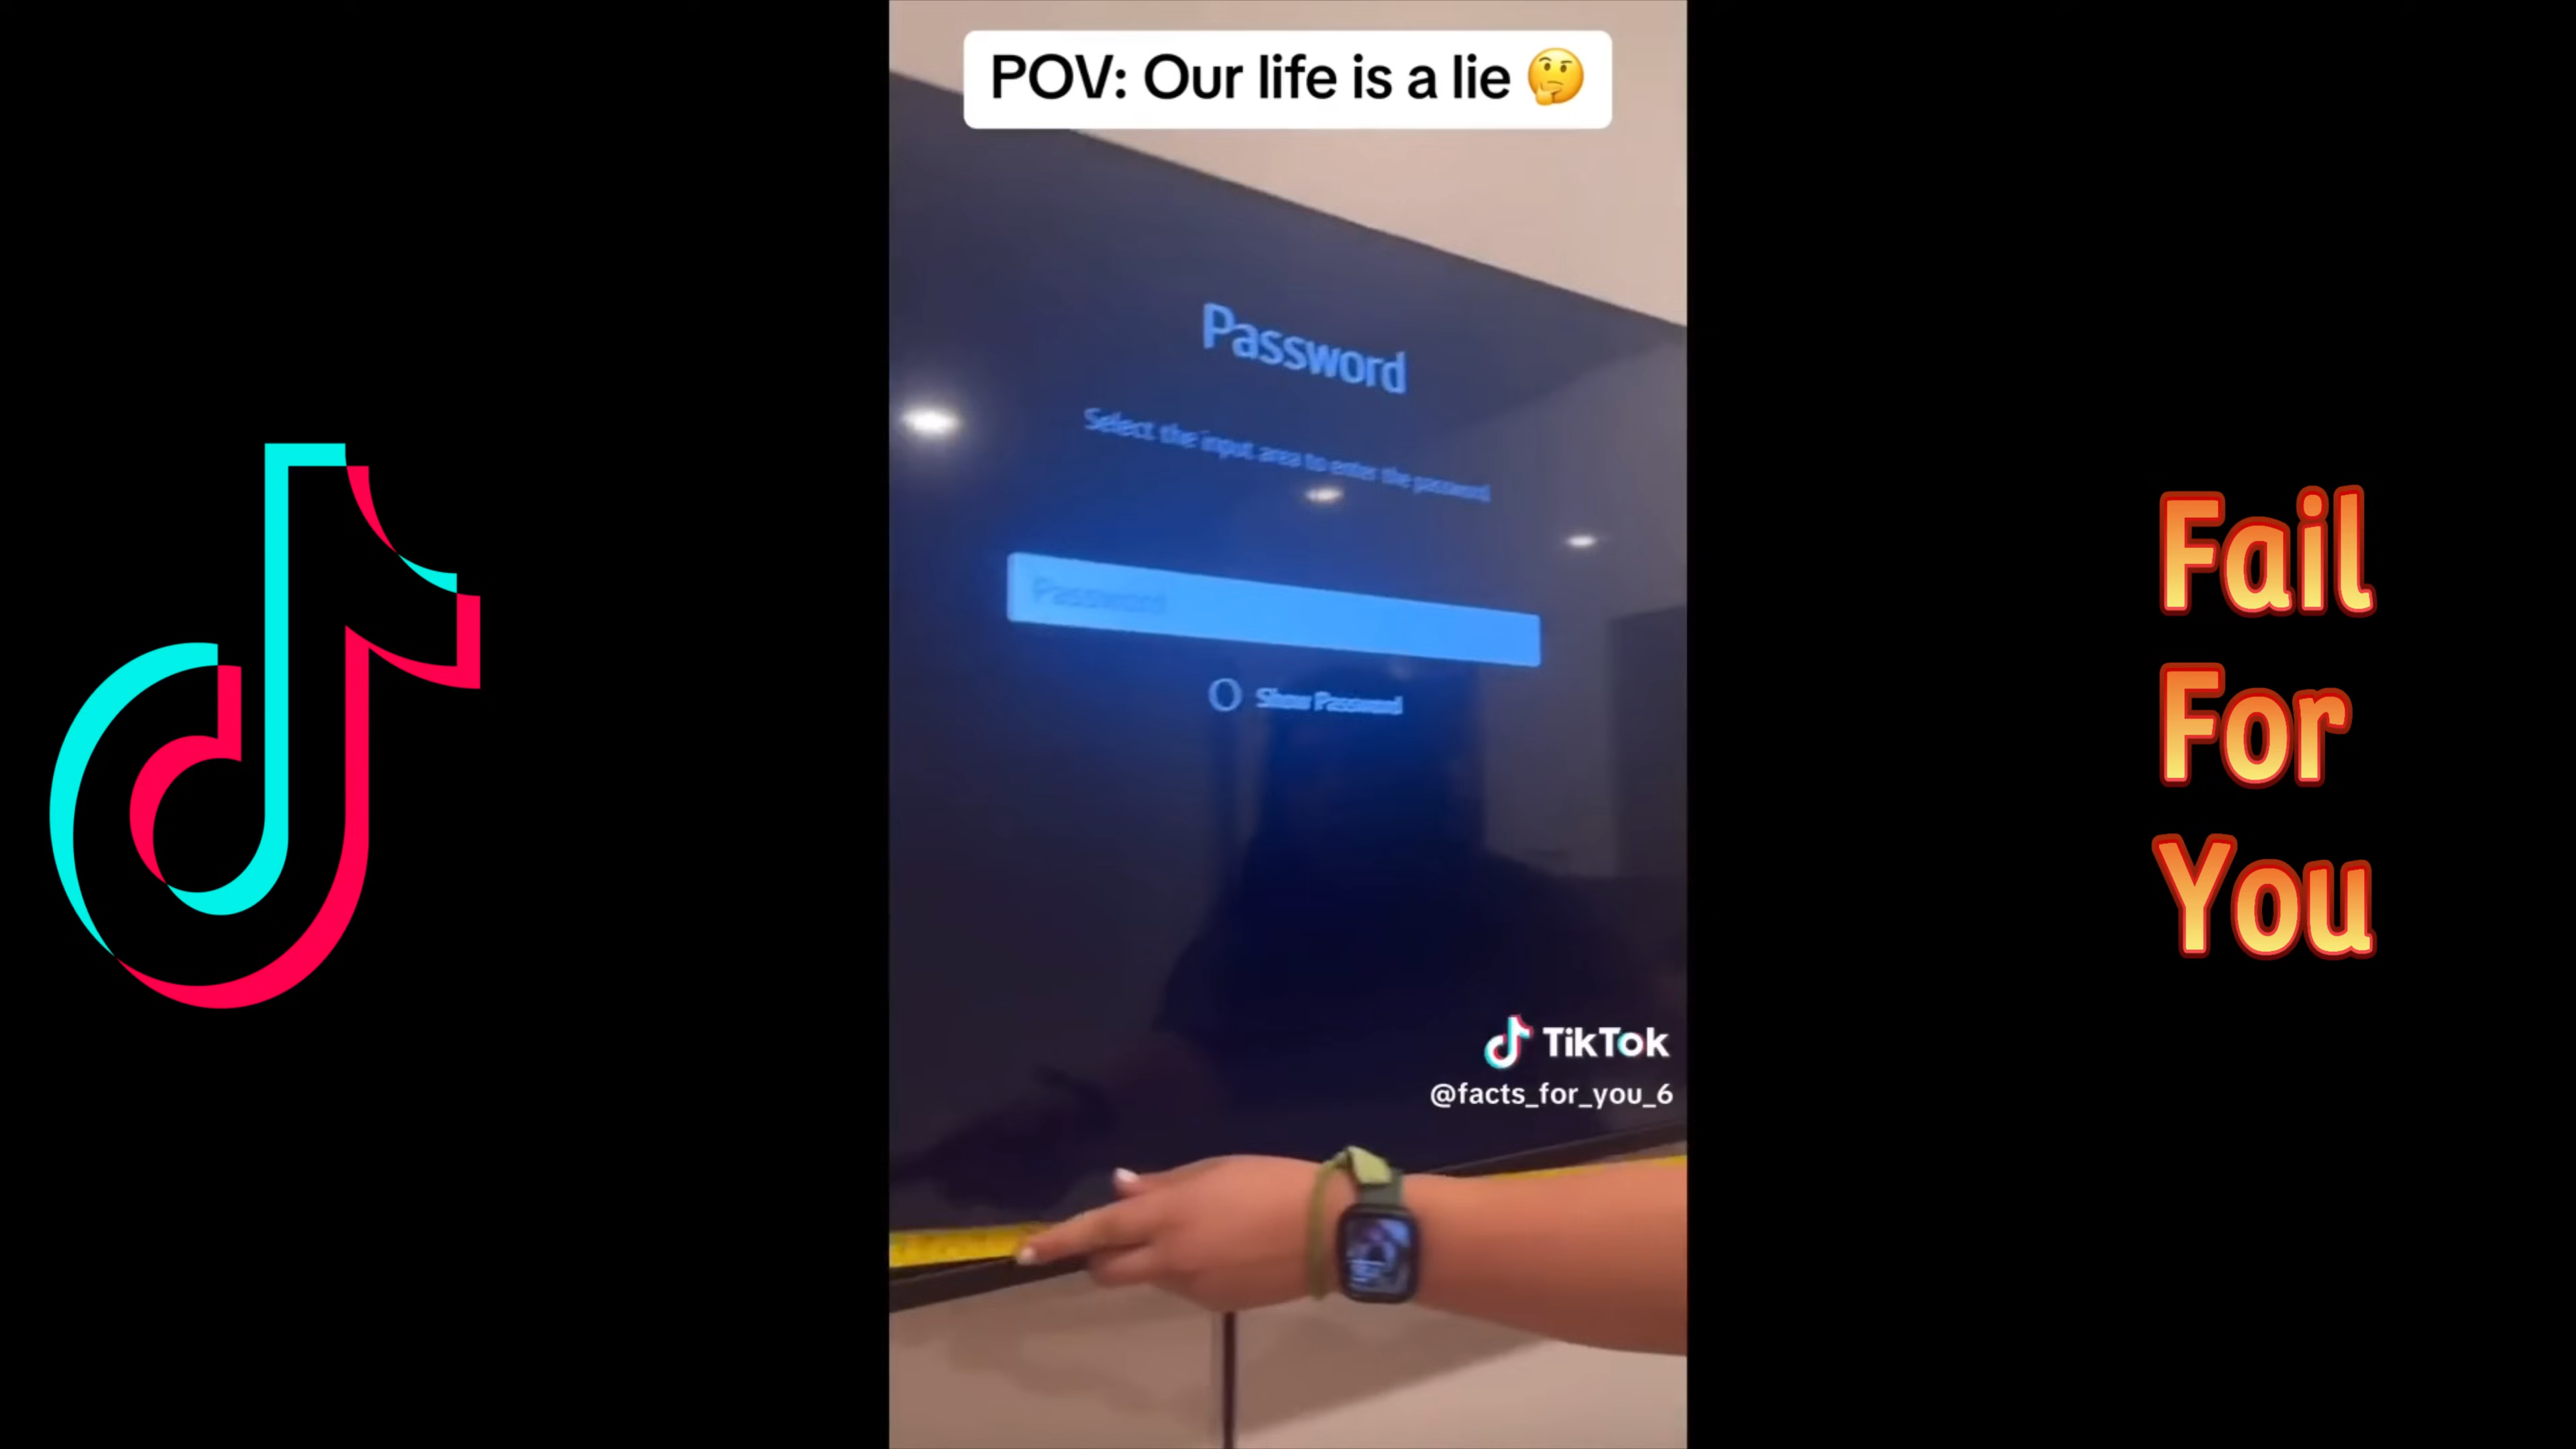 POV: Our life is a lie 🤔
Password
Select the input area to enter the password
Password
Show Password
TikTok
@facts_for_you_6
Fail
For
You